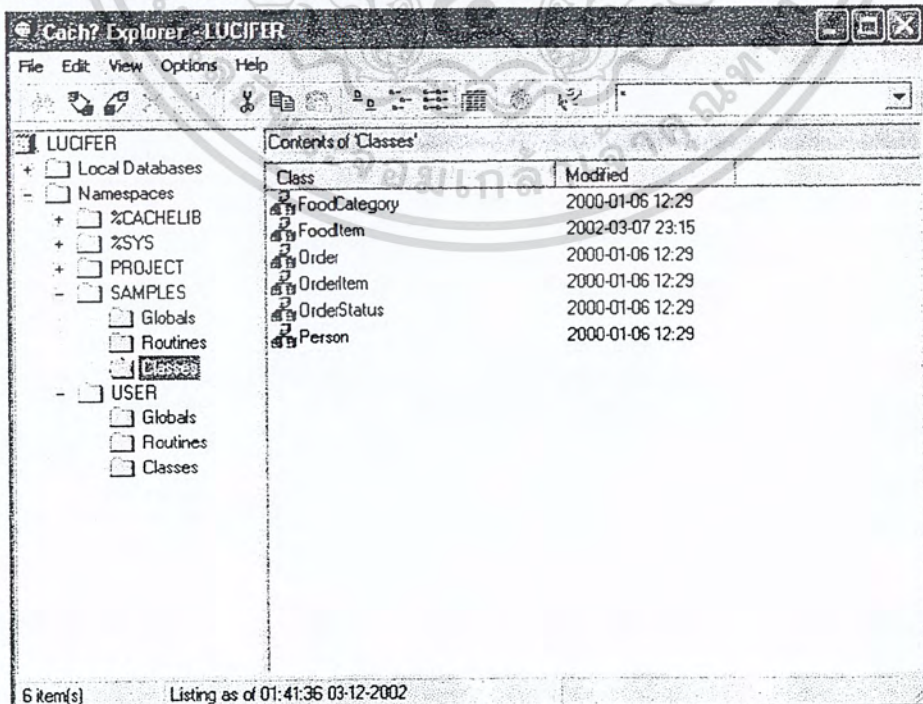 Cach? Explorer - LUCIFER
File Edit View Options Help
*
LUCIFER
+ Local Databases
- Namespaces
+ %CACHELIB
+ %SYS
+ PROJECT
- SAMPLES
Globals
Routines
Classes
- USER
Globals
Routines
Classes
Contents of 'Classes'
Class Modified
FoodCategory 2000-01-06 12:29
FoodItem 2002-03-07 23:15
Order 2000-01-06 12:29
OrderItem 2000-01-06 12:29
OrderStatus 2000-01-06 12:29
Person 2000-01-06 12:29
6 item(s) Listing as of 01:41:36 03-12-2002